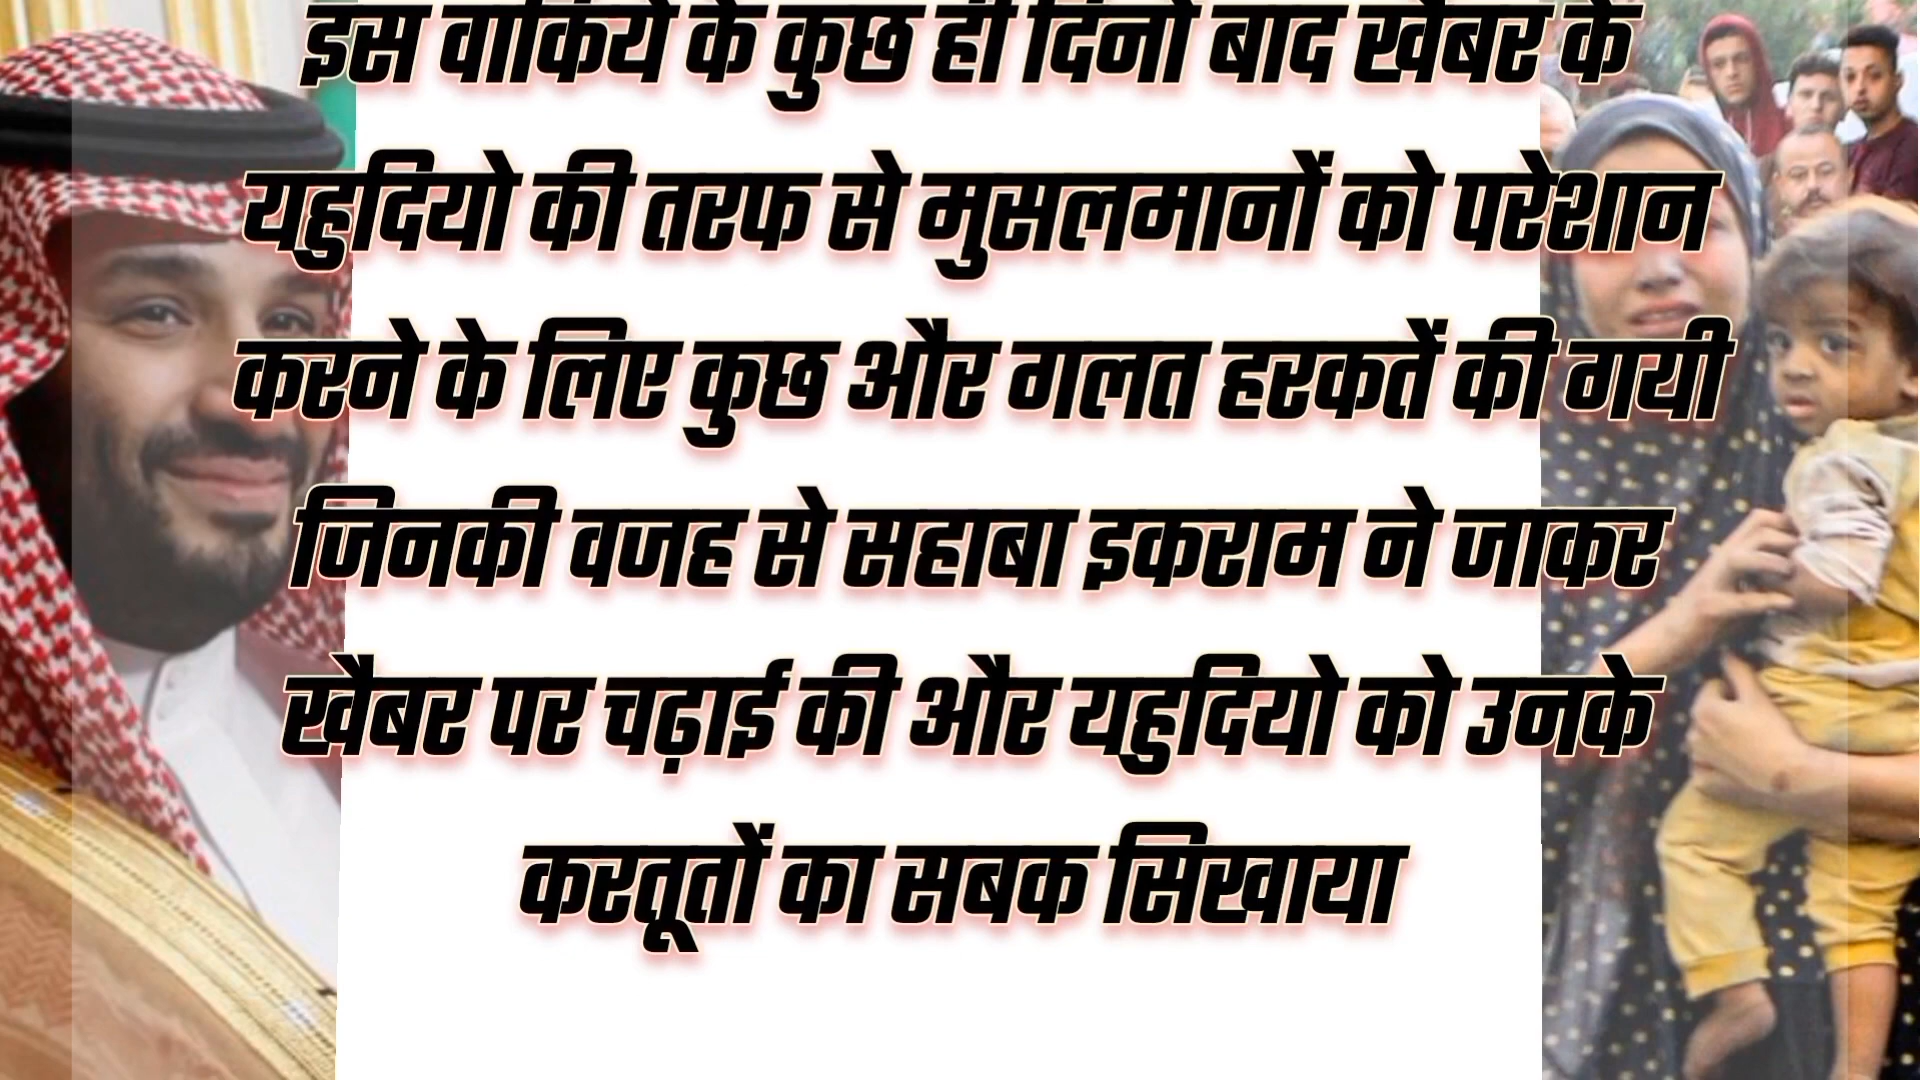 इस वाकिये के कुछ ही दिनों बाद खैबर के
यहुदियो की तरफ से मुसलमानों को परेशान
करने के लिए कुछ और गलत हरकतें की गयी
जिनकी वजह से सहाबा इकराम ने जाकर
खैबर पर चढ़ाई की और यहुदियो को उनके
करतूतों का सबक सिखाया